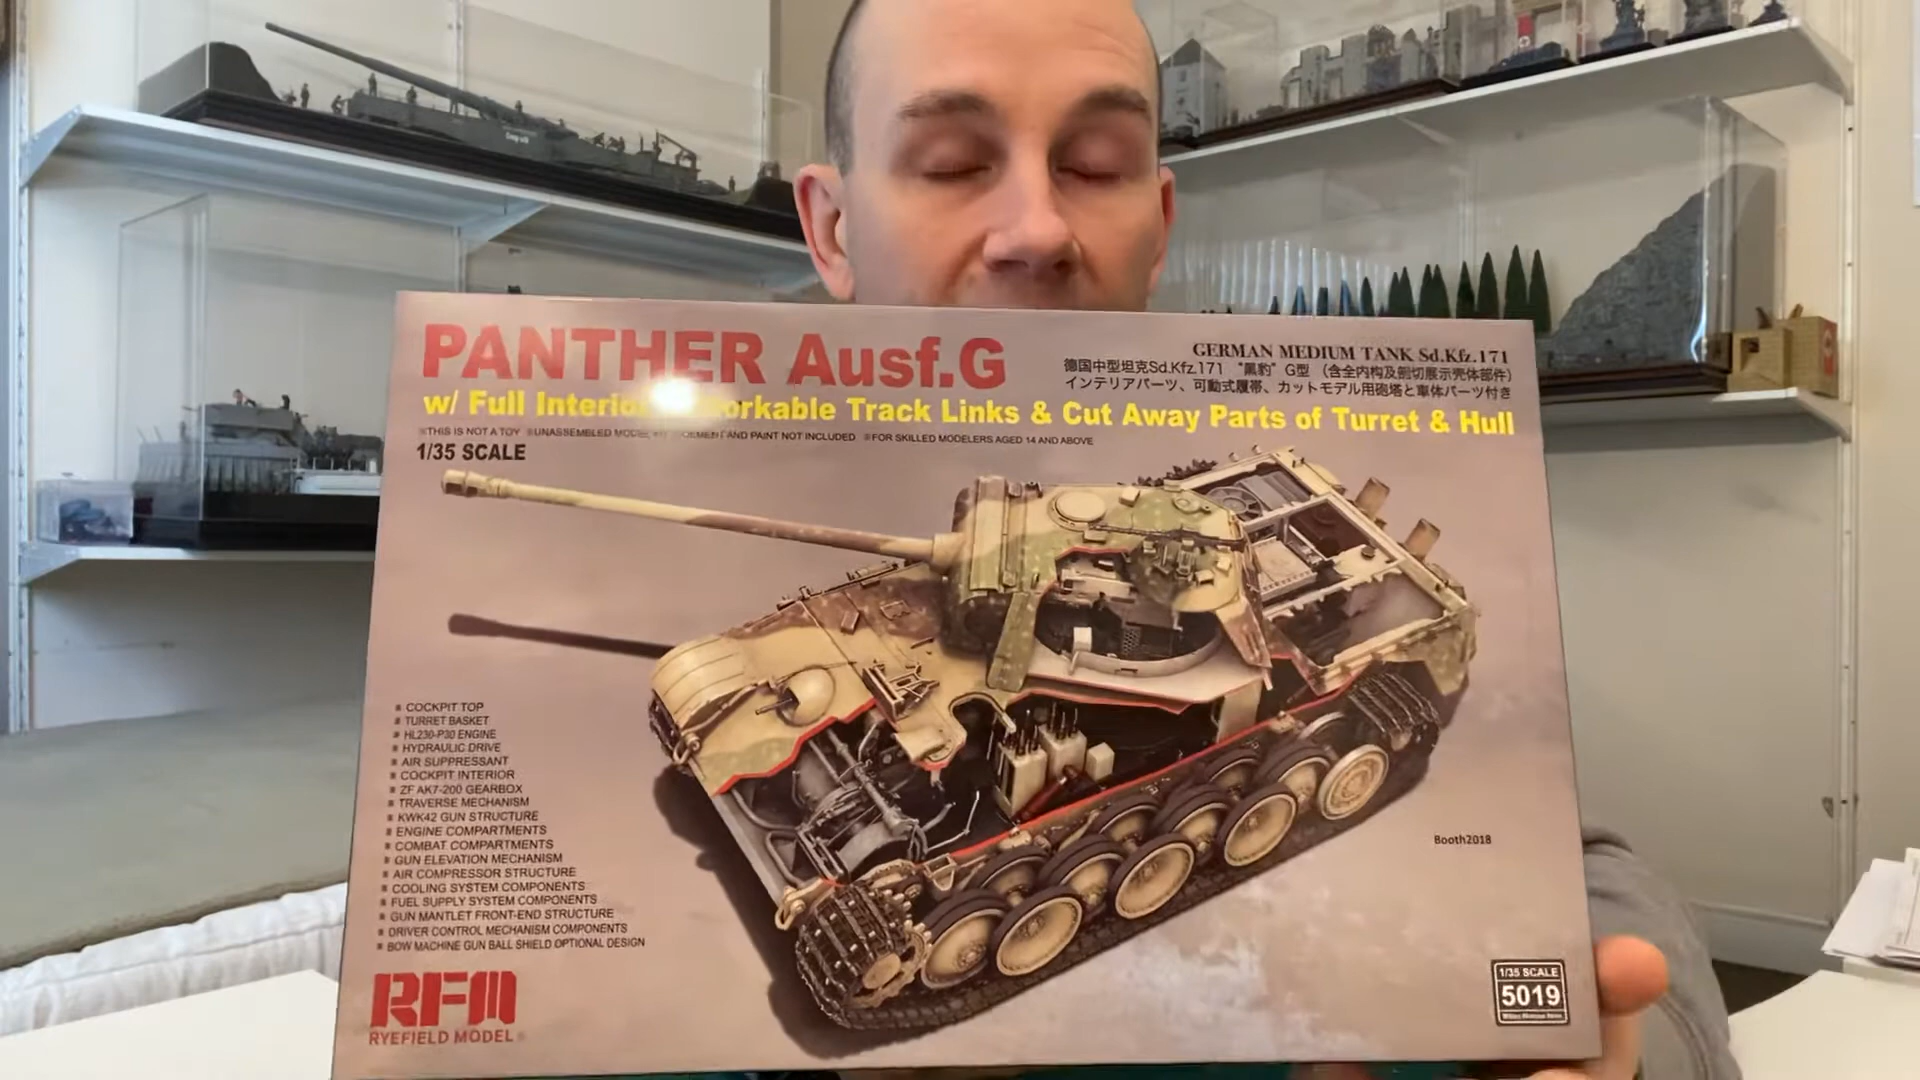 PANTHER Ausf.G
GERMAN MEDIUM TANK Sd.Kfz.171
德国中型坦克Sd.Kfz.171 “黑豹” G型 (含全内构及剖切展示壳体部件)
インテリアパーツ、可動式履帯、カットモデル用砲塔と車体パーツ付き
w/ Full Interior Workable Track Links & Cut Away Parts of Turret & Hull
THIS IS NOT A TOY UNASSEMBLED MODEL CEMENT AND PAINT NOT INCLUDED FOR SKILLED MODELERS AGED 14 AND ABOVE
1/35 SCALE
COCKPIT TOP
TURRET BASKET
HL230-P30 ENGINE
HYDRAULIC DRIVE
AIR SUPPRESSANT
COCKPIT INTERIOR
ZF AK7-200 GEARBOX
TRAVERSE MECHANISM
KWK42 GUN STRUCTURE
ENGINE COMPARTMENTS
COMBAT COMPARTMENTS
GUN ELEVATION MECHANISM
AIR COMPRESSOR STRUCTURE
COOLING SYSTEM COMPONENTS
FUEL SUPPLY SYSTEM COMPONENTS
GUN MANTLET FRONT-END STRUCTURE
DRIVER CONTROL MECHANISM COMPONENTS
BOW MACHINE GUN BALL SHIELD OPTIONAL DESIGN
Booth2018
RFM
RYEFIELD MODEL
1/35 SCALE
5019